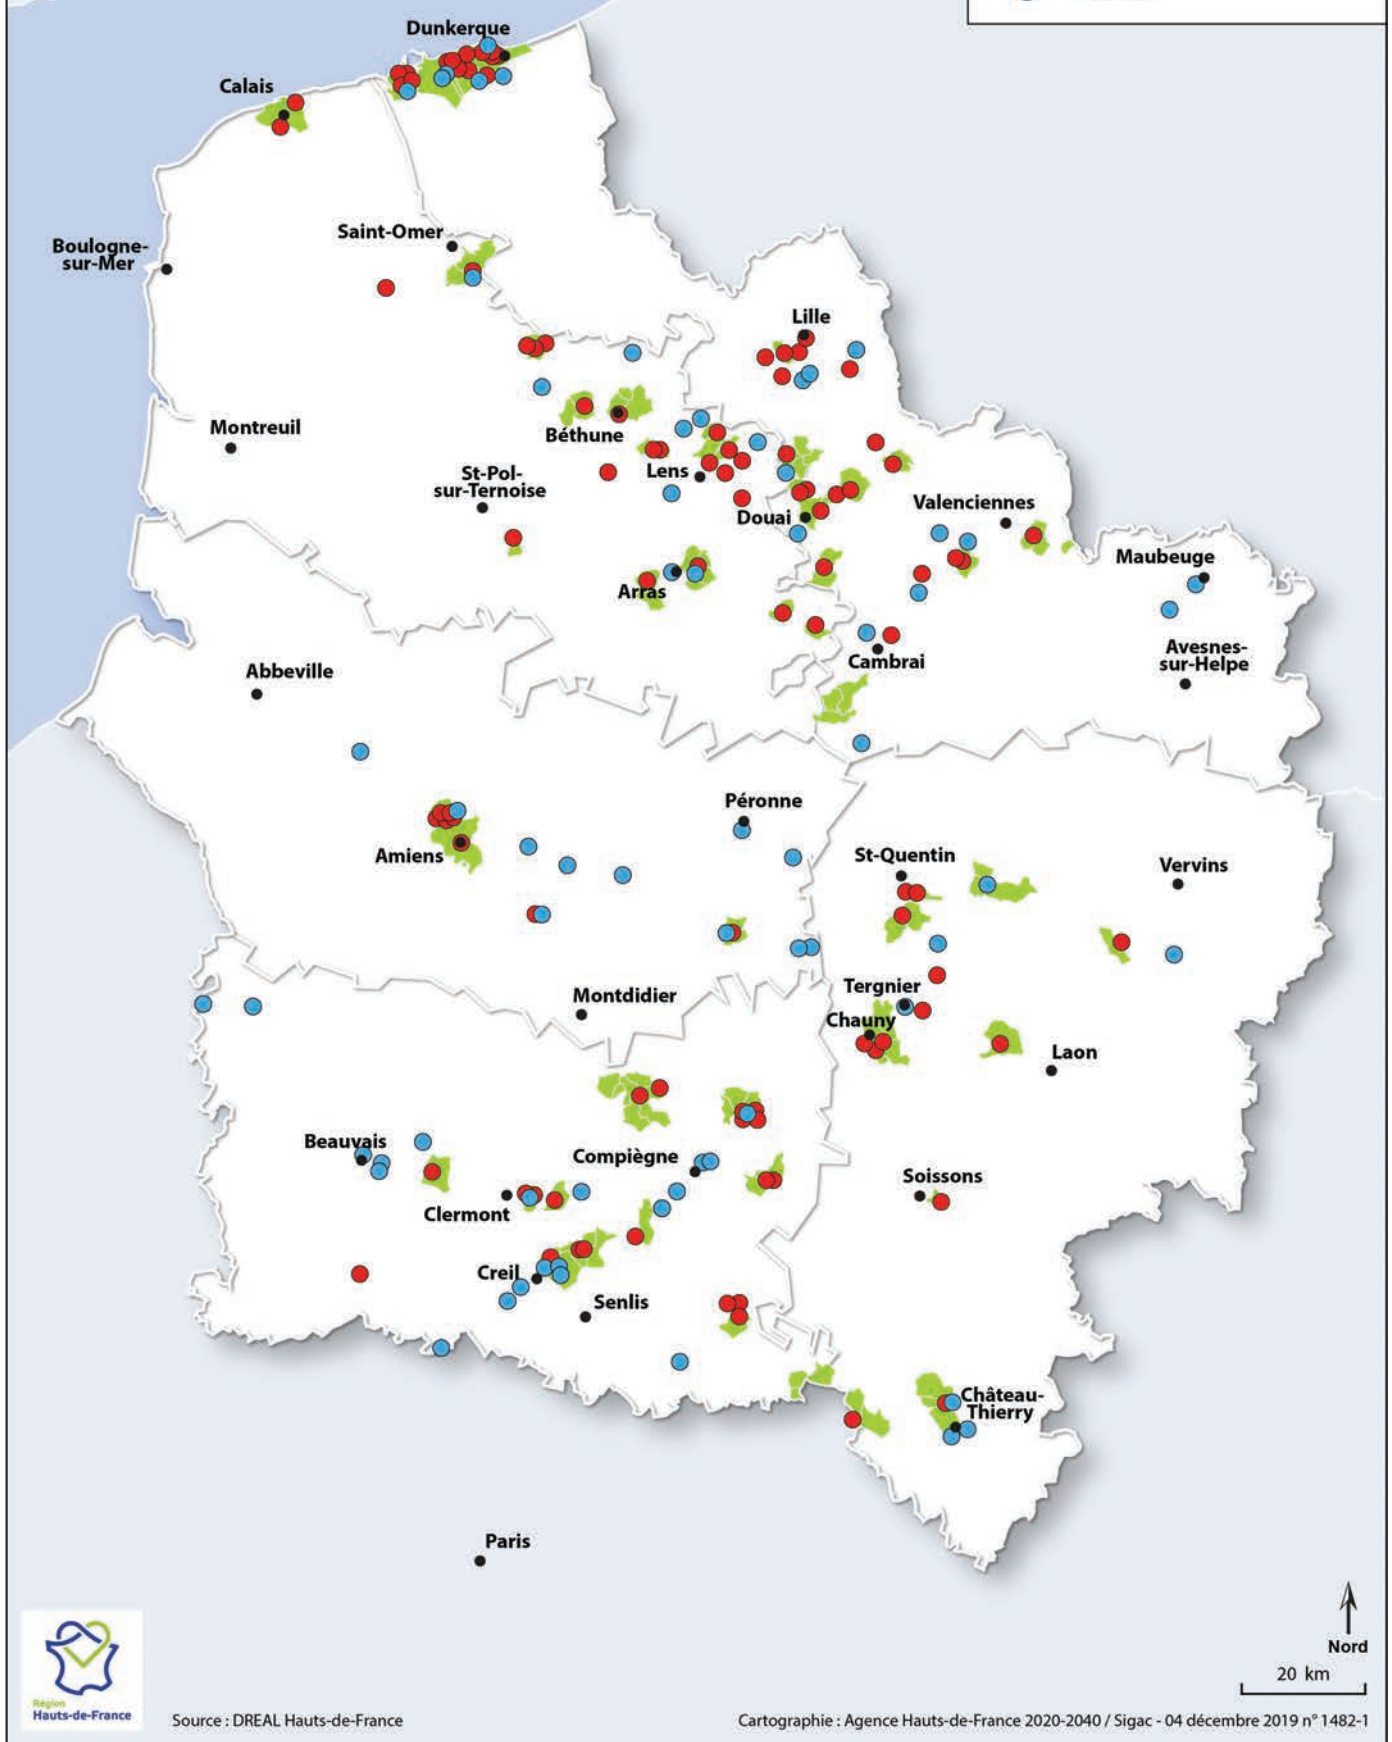 Dunkerque
Calais
Saint-Omer
Boulogne-
sur-Mer
Lille
Montreuil
Béthune
St-Pol-
sur-Ternoise
Lens
Douai
Valenciennes
Maubeuge
Arras
Cambrai
Avesnes-
sur-Helpe
Abbeville
Péronne
Amiens
St-Quentin
Vervins
Tergnier
Montdidier
Chauny
Laon
Beauvais
Compiègne
Soissons
Clermont
Creil
Senlis
Château-
Thierry
Paris
Nord
20 km
Région
Hauts-de-France
Source : DREAL Hauts-de-France
Cartographie : Agence Hauts-de-France 2020-2040 / Sigac - 04 décembre 2019 n° 1482-1